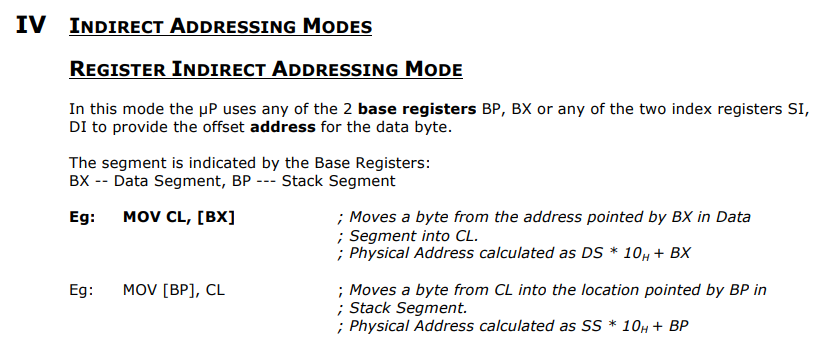 IV INDIRECT ADDRESSING MODES
REGISTER INDIRECT ADDRESSING MODE
In this mode the µP uses any of the 2 base registers BP, BX or any of the two index registers SI,
DI to provide the offset address for the data byte.
The segment is indicated by the Base Registers:
BX -- Data Segment, BP --- Stack Segment
Eg: MOV CL, [BX] ; Moves a byte from the address pointed by BX in Data
; Segment into CL.
; Physical Address calculated as DS * 10H + BX
Eg: MOV [BP], CL ; Moves a byte from CL into the location pointed by BP in
; Stack Segment.
; Physical Address calculated as SS * 10H + BP